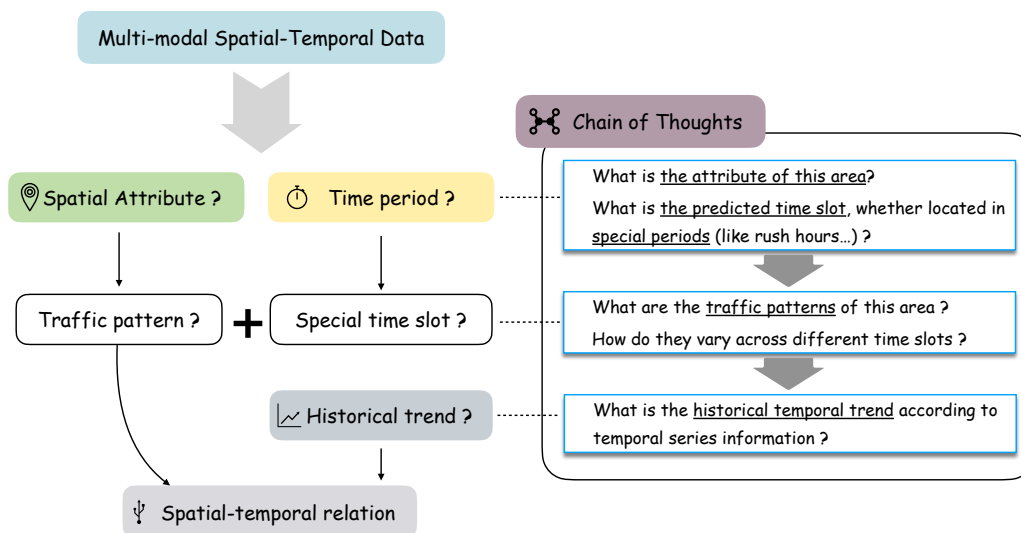 Multi-modal Spatial-Temporal Data
Chain of Thoughts
Spatial Attribute ?
Time period ?
What is the attribute of this area?
What is the predicted time slot, whether located in
special periods (like rush hours...) ?
Traffic pattern ?
+
Special time slot ?
What are the traffic patterns of this area ?
How do they vary across different time slots ?
Historical trend ?
What is the historical temporal trend according to
temporal series information ?
Spatial-temporal relation